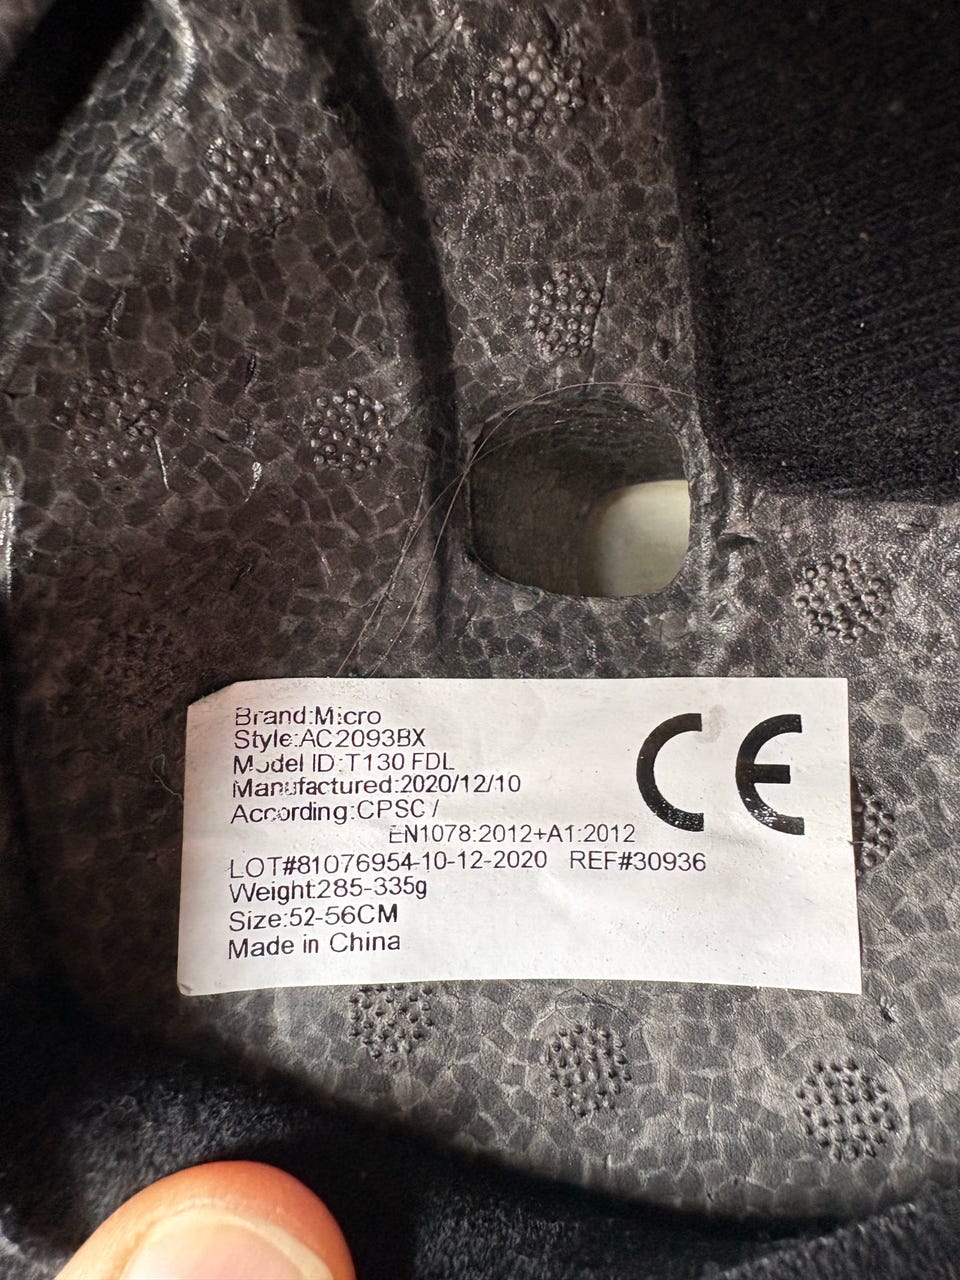 Brand:Micro
Style:AC2093BX
Model ID:T130 FDL
Manufactured:2020/12/10
According:CPSC /
EN1078:2012+A1:2012
LOT#81076954-10-12-2020 REF#30936
Weight:285-335g
Size:52-56CM
Made in China
CE